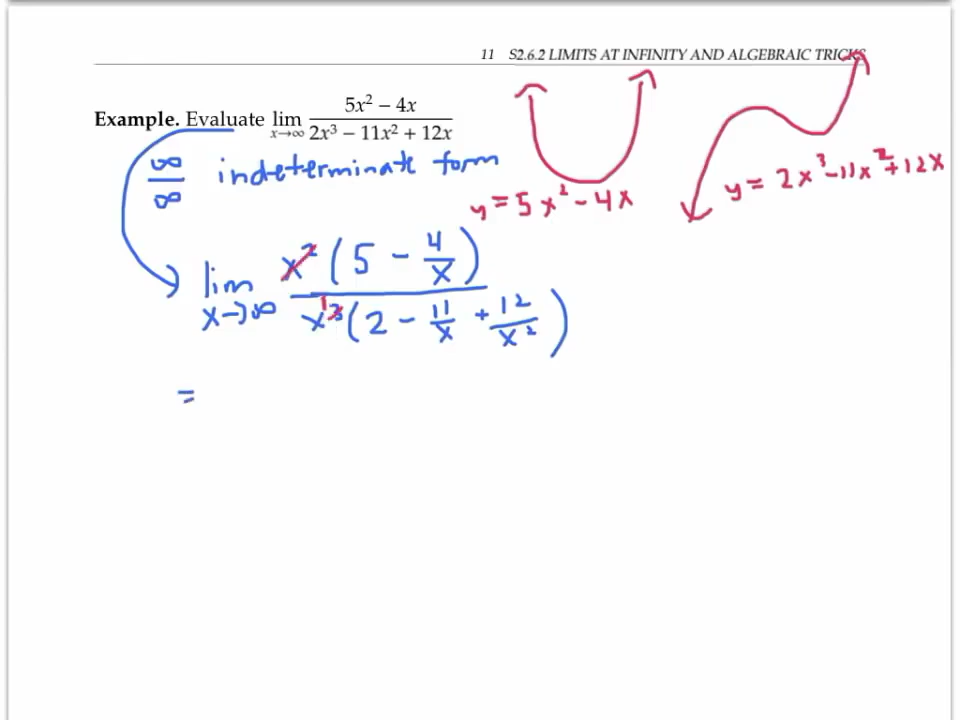 11 S2.6.2 LIMITS AT INFINITY AND ALGEBRAIC TRICKS
Example. Evaluate lim x→∞ (5x² − 4x)/(2x³ − 11x² + 12x)
∞/∞ indeterminate form
y = 5x² − 4x
y = 2x³ − 11x² + 12x
lim x→∞ x²(5 − 4/x) / x³(2 − 11/x + 12/x²)
1
=